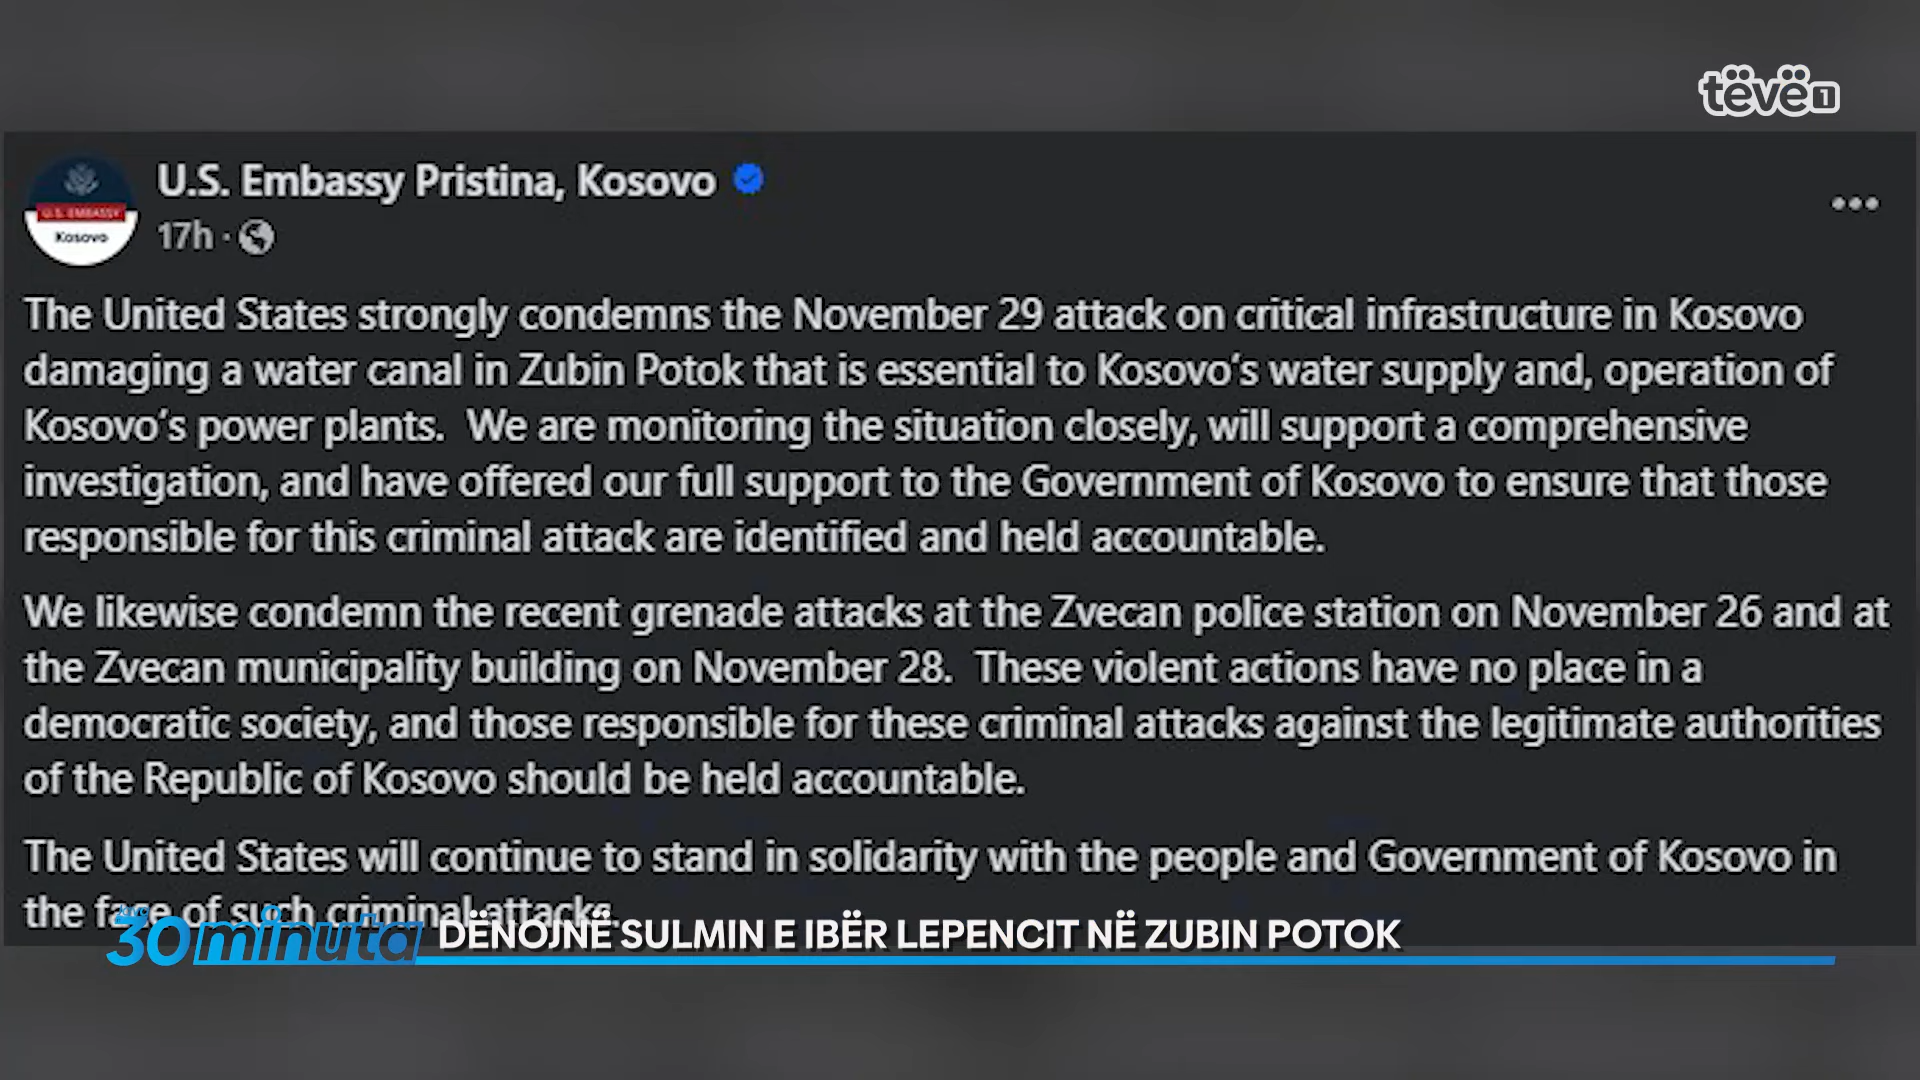 tëvë1
U.S. Embassy Pristina, Kosovo
U.S. EMBASSY
Kosovo
17h ·
The United States strongly condemns the November 29 attack on critical infrastructure in Kosovo
damaging a water canal in Zubin Potok that is essential to Kosovo‘s water supply and, operation of
Kosovo‘s power plants.  We are monitoring the situation closely, will support a comprehensive
investigation, and have offered our full support to the Government of Kosovo to ensure that those
responsible for this criminal attack are identified and held accountable.
We likewise condemn the recent grenade attacks at the Zvecan police station on November 26 and at
the Zvecan municipality building on November 28.  These violent actions have no place in a
democratic society, and those responsible for these criminal attacks against the legitimate authorities
of the Republic of Kosovo should be held accountable.
The United States will continue to stand in solidarity with the people and Government of Kosovo in
the face of such criminal attacks.
30minuta
DËNOJNË SULMIN E IBËR LEPENCIT NË ZUBIN POTOK